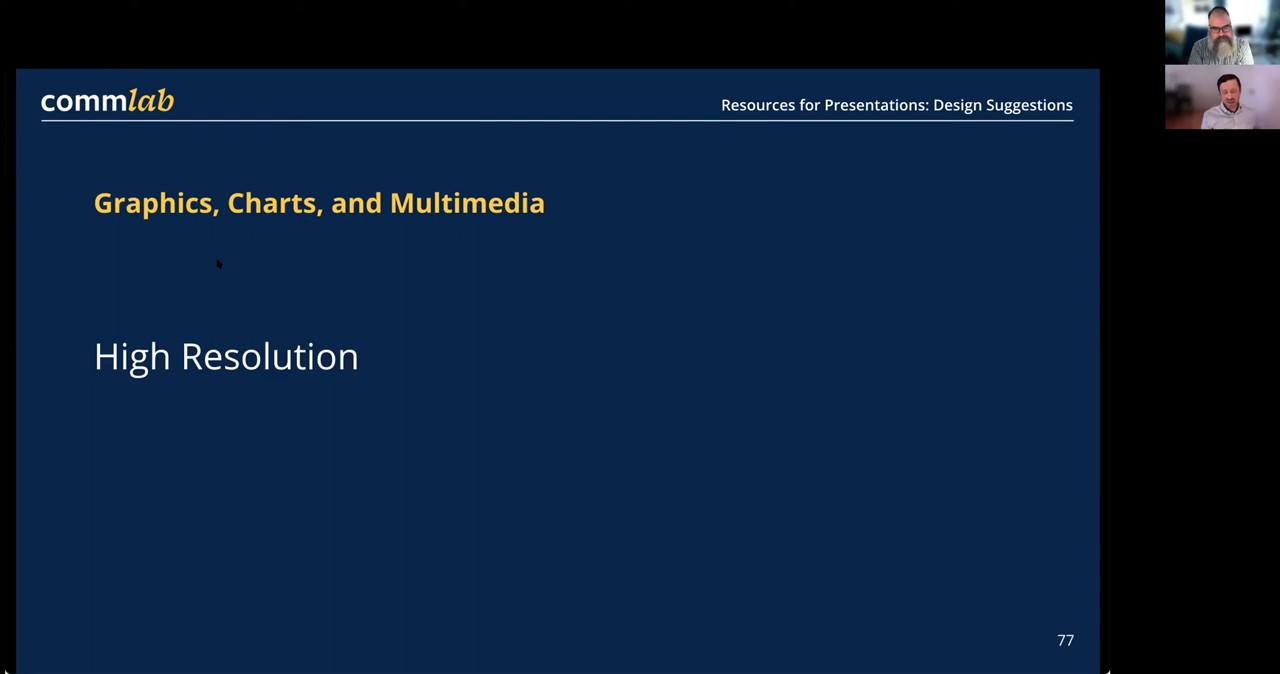 commlab
Resources for Presentations: Design Suggestions
Graphics, Charts, and Multimedia
High Resolution
77